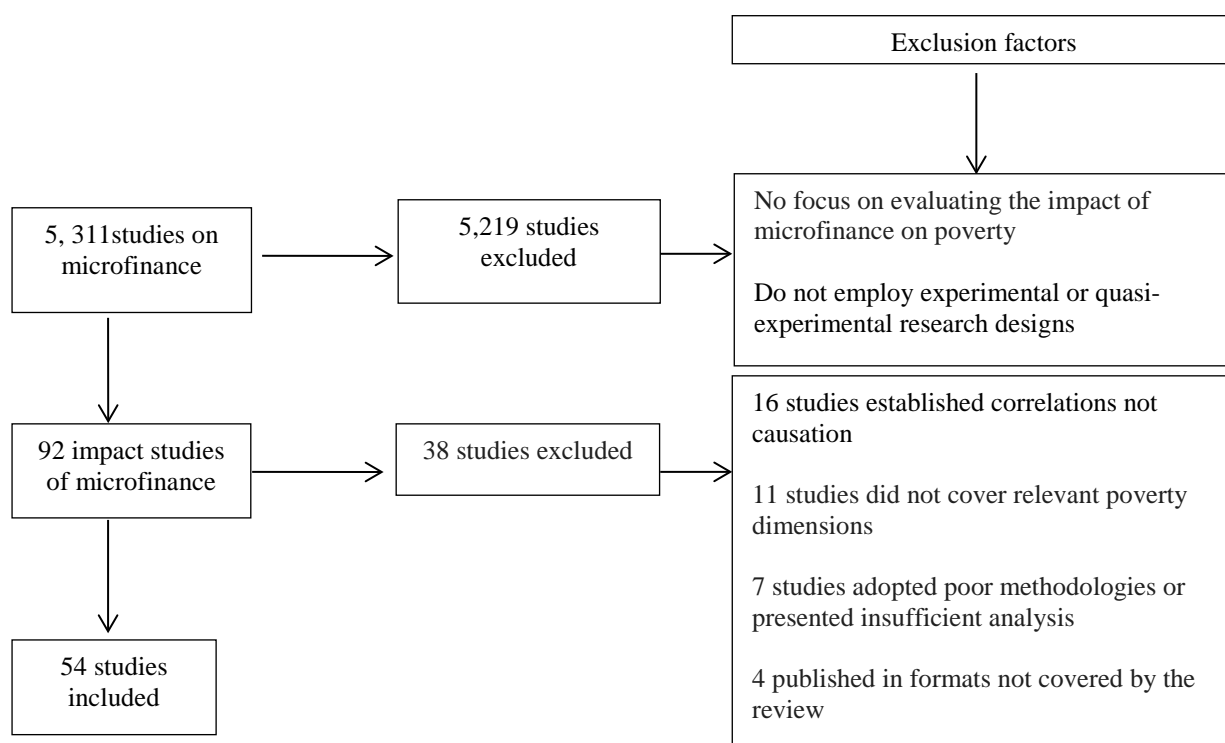 Exclusion factors
5, 311studies on
microfinance
5,219 studies
excluded
No focus on evaluating the impact of
microfinance on poverty
Do not employ experimental or quasi-
experimental research designs
92 impact studies
of microfinance
38 studies excluded
16 studies established correlations not
causation
11 studies did not cover relevant poverty
dimensions
7 studies adopted poor methodologies or
presented insufficient analysis
4 published in formats not covered by the
review
54 studies
included